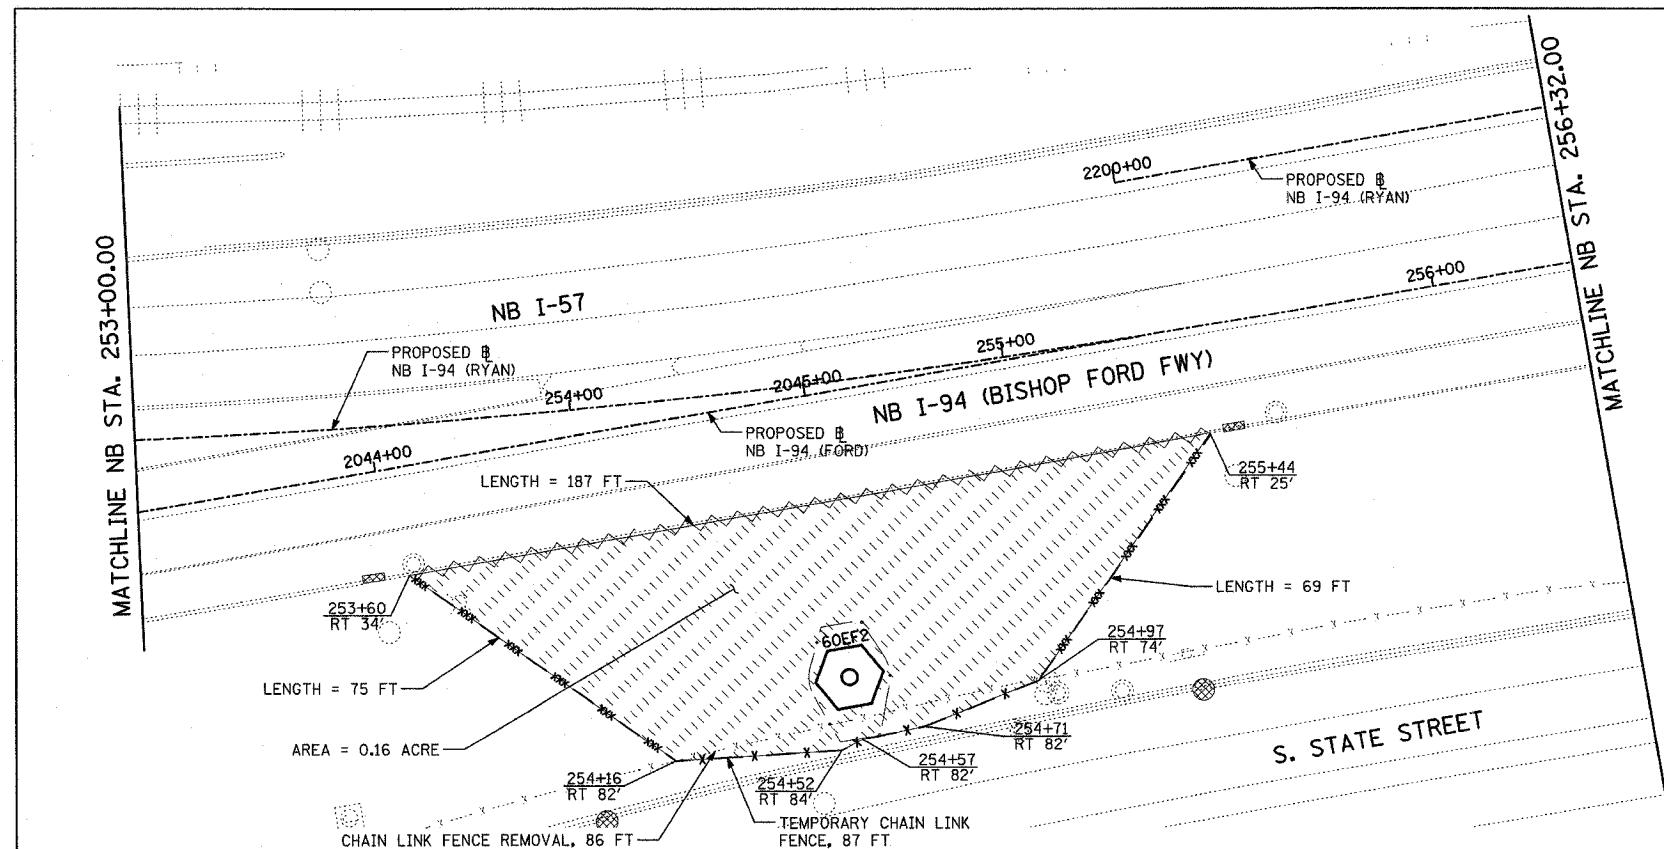 MATCHLINE NB STA. 253+00.00
MATCHLINE NB STA. 256+32.00
2200+00
PROPOSED ⅊
NB I-94 (RYAN)
256+00
NB I-57
PROPOSED ⅊
NB I-94 (RYAN)
255+00
254+00
2045+00
NB I-94 (BISHOP FORD FWY)
PROPOSED ⅊
NB I-94 (FORD)
2044+00
LENGTH = 187 FT
255+44
RT 25'
253+60
RT 34'
LENGTH = 69 FT
60EF2
254+97
RT 74'
LENGTH = 75 FT
AREA = 0.16 ACRE
254+71
RT 82'
254+57
RT 82'
S. STATE STREET
254+16
RT 82'
254+52
RT 84'
CHAIN LINK FENCE REMOVAL, 86 FT
TEMPORARY CHAIN LINK
FENCE, 87 FT